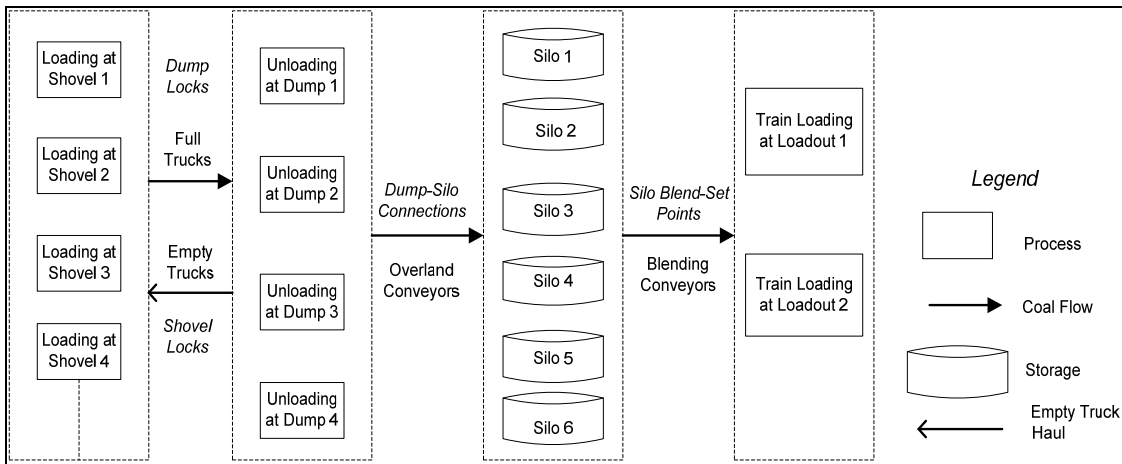 Loading at
Shovel 1
Loading at
Shovel 2
Loading at
Shovel 3
Loading at
Shovel 4
Dump
Locks
Full
Trucks
Empty
Trucks
Shovel
Locks
Unloading
at Dump 1
Unloading
at Dump 2
Unloading
at Dump 3
Unloading
at Dump 4
Dump-Silo
Connections
Overland
Conveyors
Silo 1
Silo 2
Silo 3
Silo 4
Silo 5
Silo 6
Silo Blend-Set
Points
Blending
Conveyors
Train Loading
at Loadout 1
Train Loading
at Loadout 2
Legend
Process
Coal Flow
Storage
Empty Truck
Haul